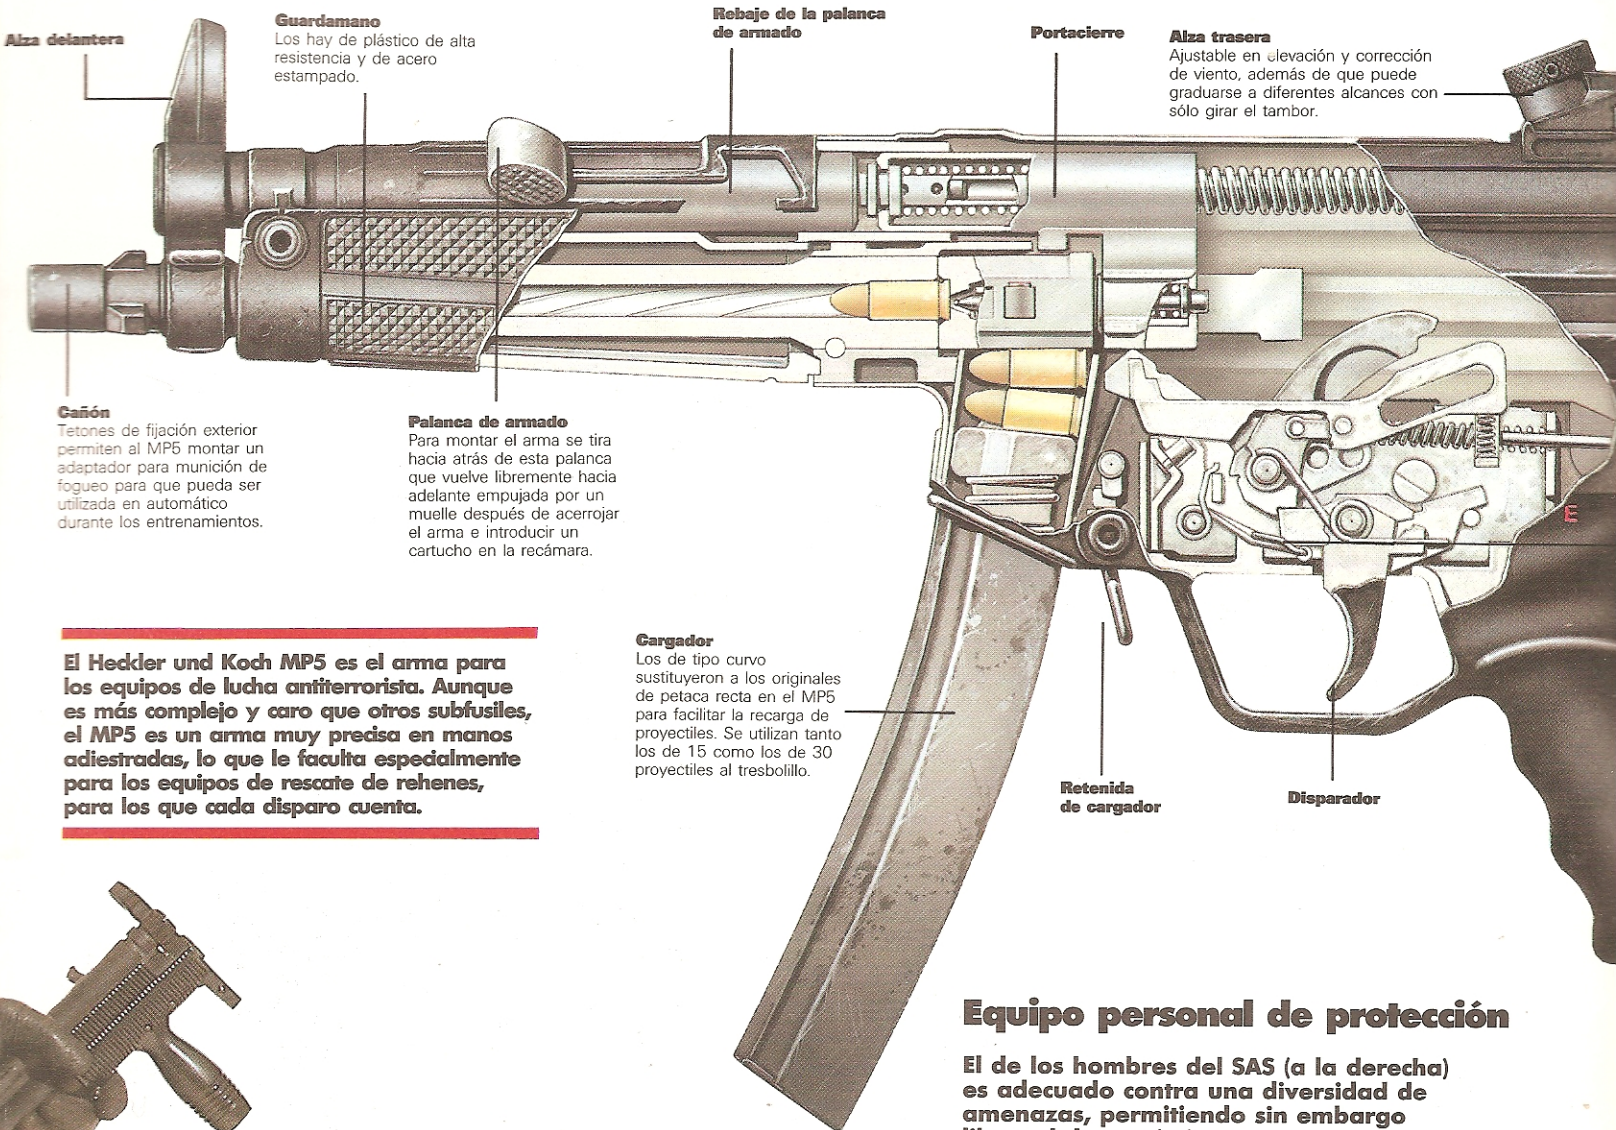 Alza delantera
Guardamano
Los hay de plástico de alta
resistencia y de acero
estampado.
Rebaje de la palanca
de armado
Portacierre
Alza trasera
Ajustable en elevación y corrección
de viento, además de que puede
graduarse a diferentes alcances con
sólo girar el tambor.
Cañón
Tetones de fijación exterior
permiten al MP5 montar un
adaptador para munición de
fogueo para que pueda ser
utilizada en automático
durante los entrenamientos.
Palanca de armado
Para montar el arma se tira
hacia atrás de esta palanca
que vuelve libremente hacia
adelante empujada por un
muelle después de acerrojar
el arma e introducir un
cartucho en la recámara.
E
El Heckler und Koch MP5 es el arma para
los equipos de lucha antiterrorista. Aunque
es más complejo y caro que otros subfusiles,
el MP5 es un arma muy precisa en manos
adiestradas, lo que le faculta especialmente
para los equipos de rescate de rehenes,
para los que cada disparo cuenta.
Cargador
Los de tipo curvo
sustituyeron a los originales
de petaca recta en el MP5
para facilitar la recarga de
proyectiles. Se utilizan tanto
los de 15 como los de 30
proyectiles al tresbolillo.
Retenida
de cargador
Disparador
Equipo personal de protección
El de los hombres del SAS (a la derecha)
es adecuado contra una diversidad de
amenazas, permitiendo sin embargo